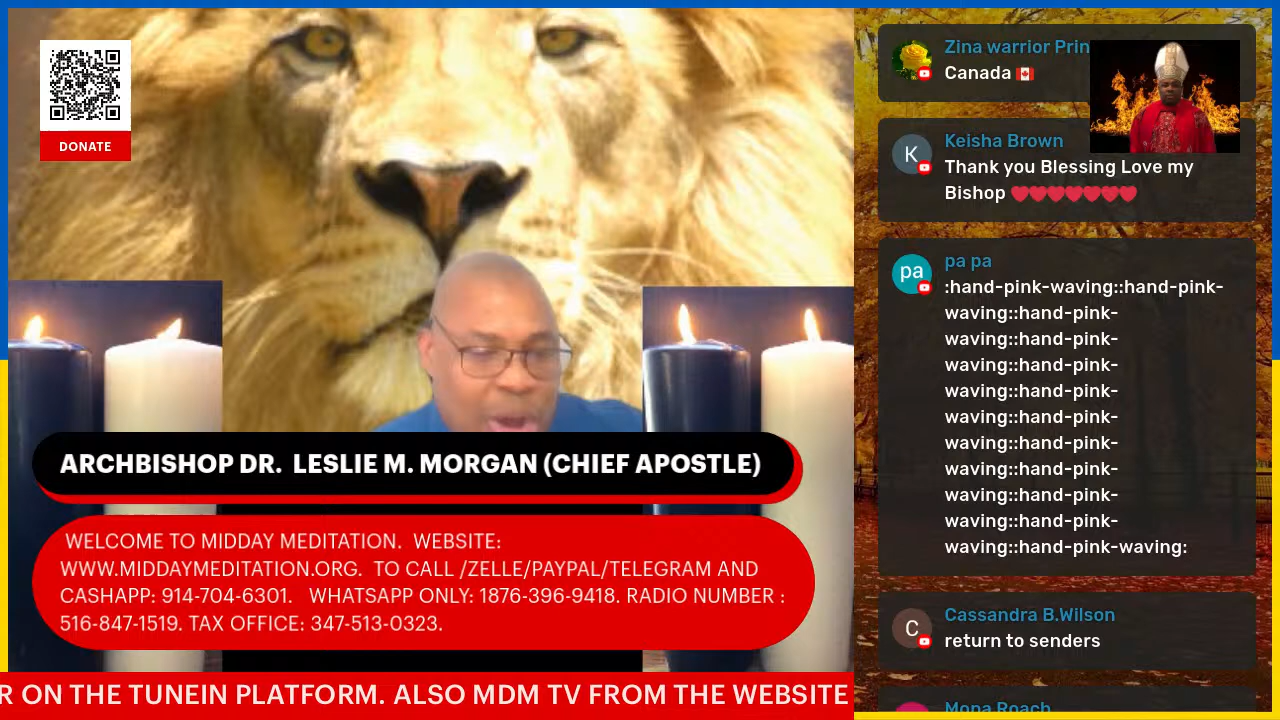 DONATE
ARCHBISHOP DR. LESLIE M. MORGAN (CHIEF APOSTLE)
WELCOME TO MIDDAY MEDITATION. WEBSITE:
WWW.MIDDAYMEDITATION.ORG. TO CALL /ZELLE/PAYPAL/TELEGRAM AND
CASHAPP: 914-704-6301. WHATSAPP ONLY: 1876-396-9418. RADIO NUMBER :
516-847-1519. TAX OFFICE: 347-513-0323.
R ON THE TUNEIN PLATFORM. ALSO MDM TV FROM THE WEBSITE
Zina warrior Prin
Canada 🇨🇦
K
Keisha Brown
Thank you Blessing Love my
Bishop ❤️❤️❤️❤️❤️❤️❤️
pa
pa pa
:hand-pink-waving::hand-pink-
waving::hand-pink-
waving::hand-pink-
waving::hand-pink-
waving::hand-pink-
waving::hand-pink-
waving::hand-pink-
waving::hand-pink-
waving::hand-pink-
waving::hand-pink-
waving::hand-pink-waving:
C
Cassandra B.Wilson
return to senders
Mona Roach